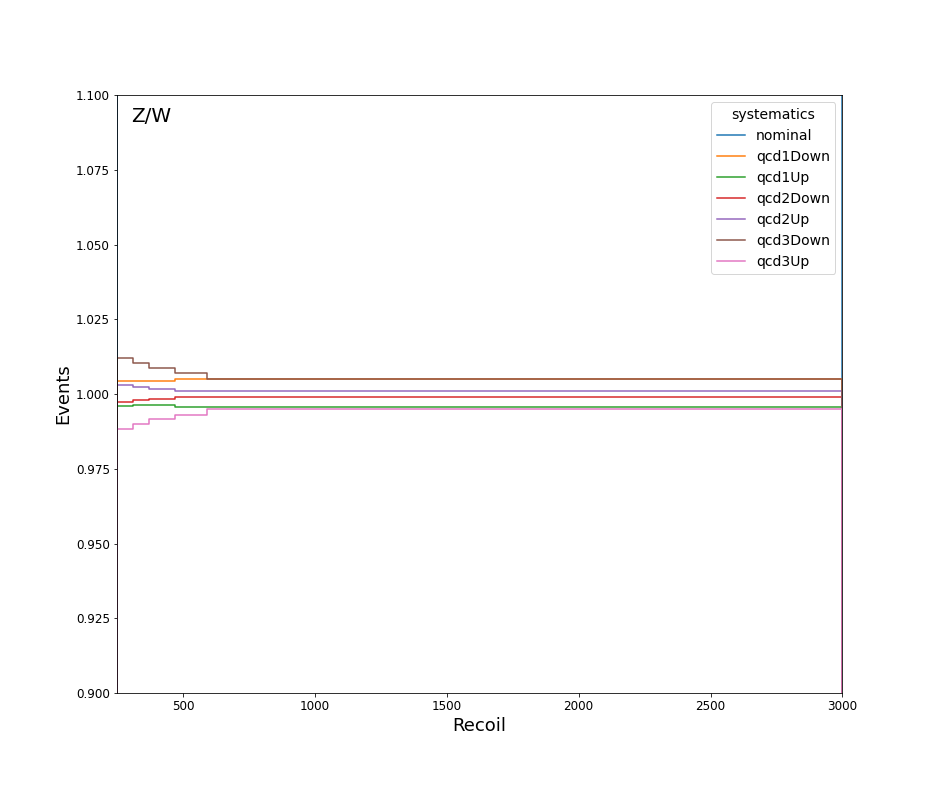 Z/W
systematics
nominal
qcd1Down
qcd1Up
qcd2Down
qcd2Up
qcd3Down
qcd3Up
1.100
1.075
1.050
1.025
1.000
0.975
0.950
0.925
0.900
Events
500
1000
1500
2000
2500
3000
Recoil